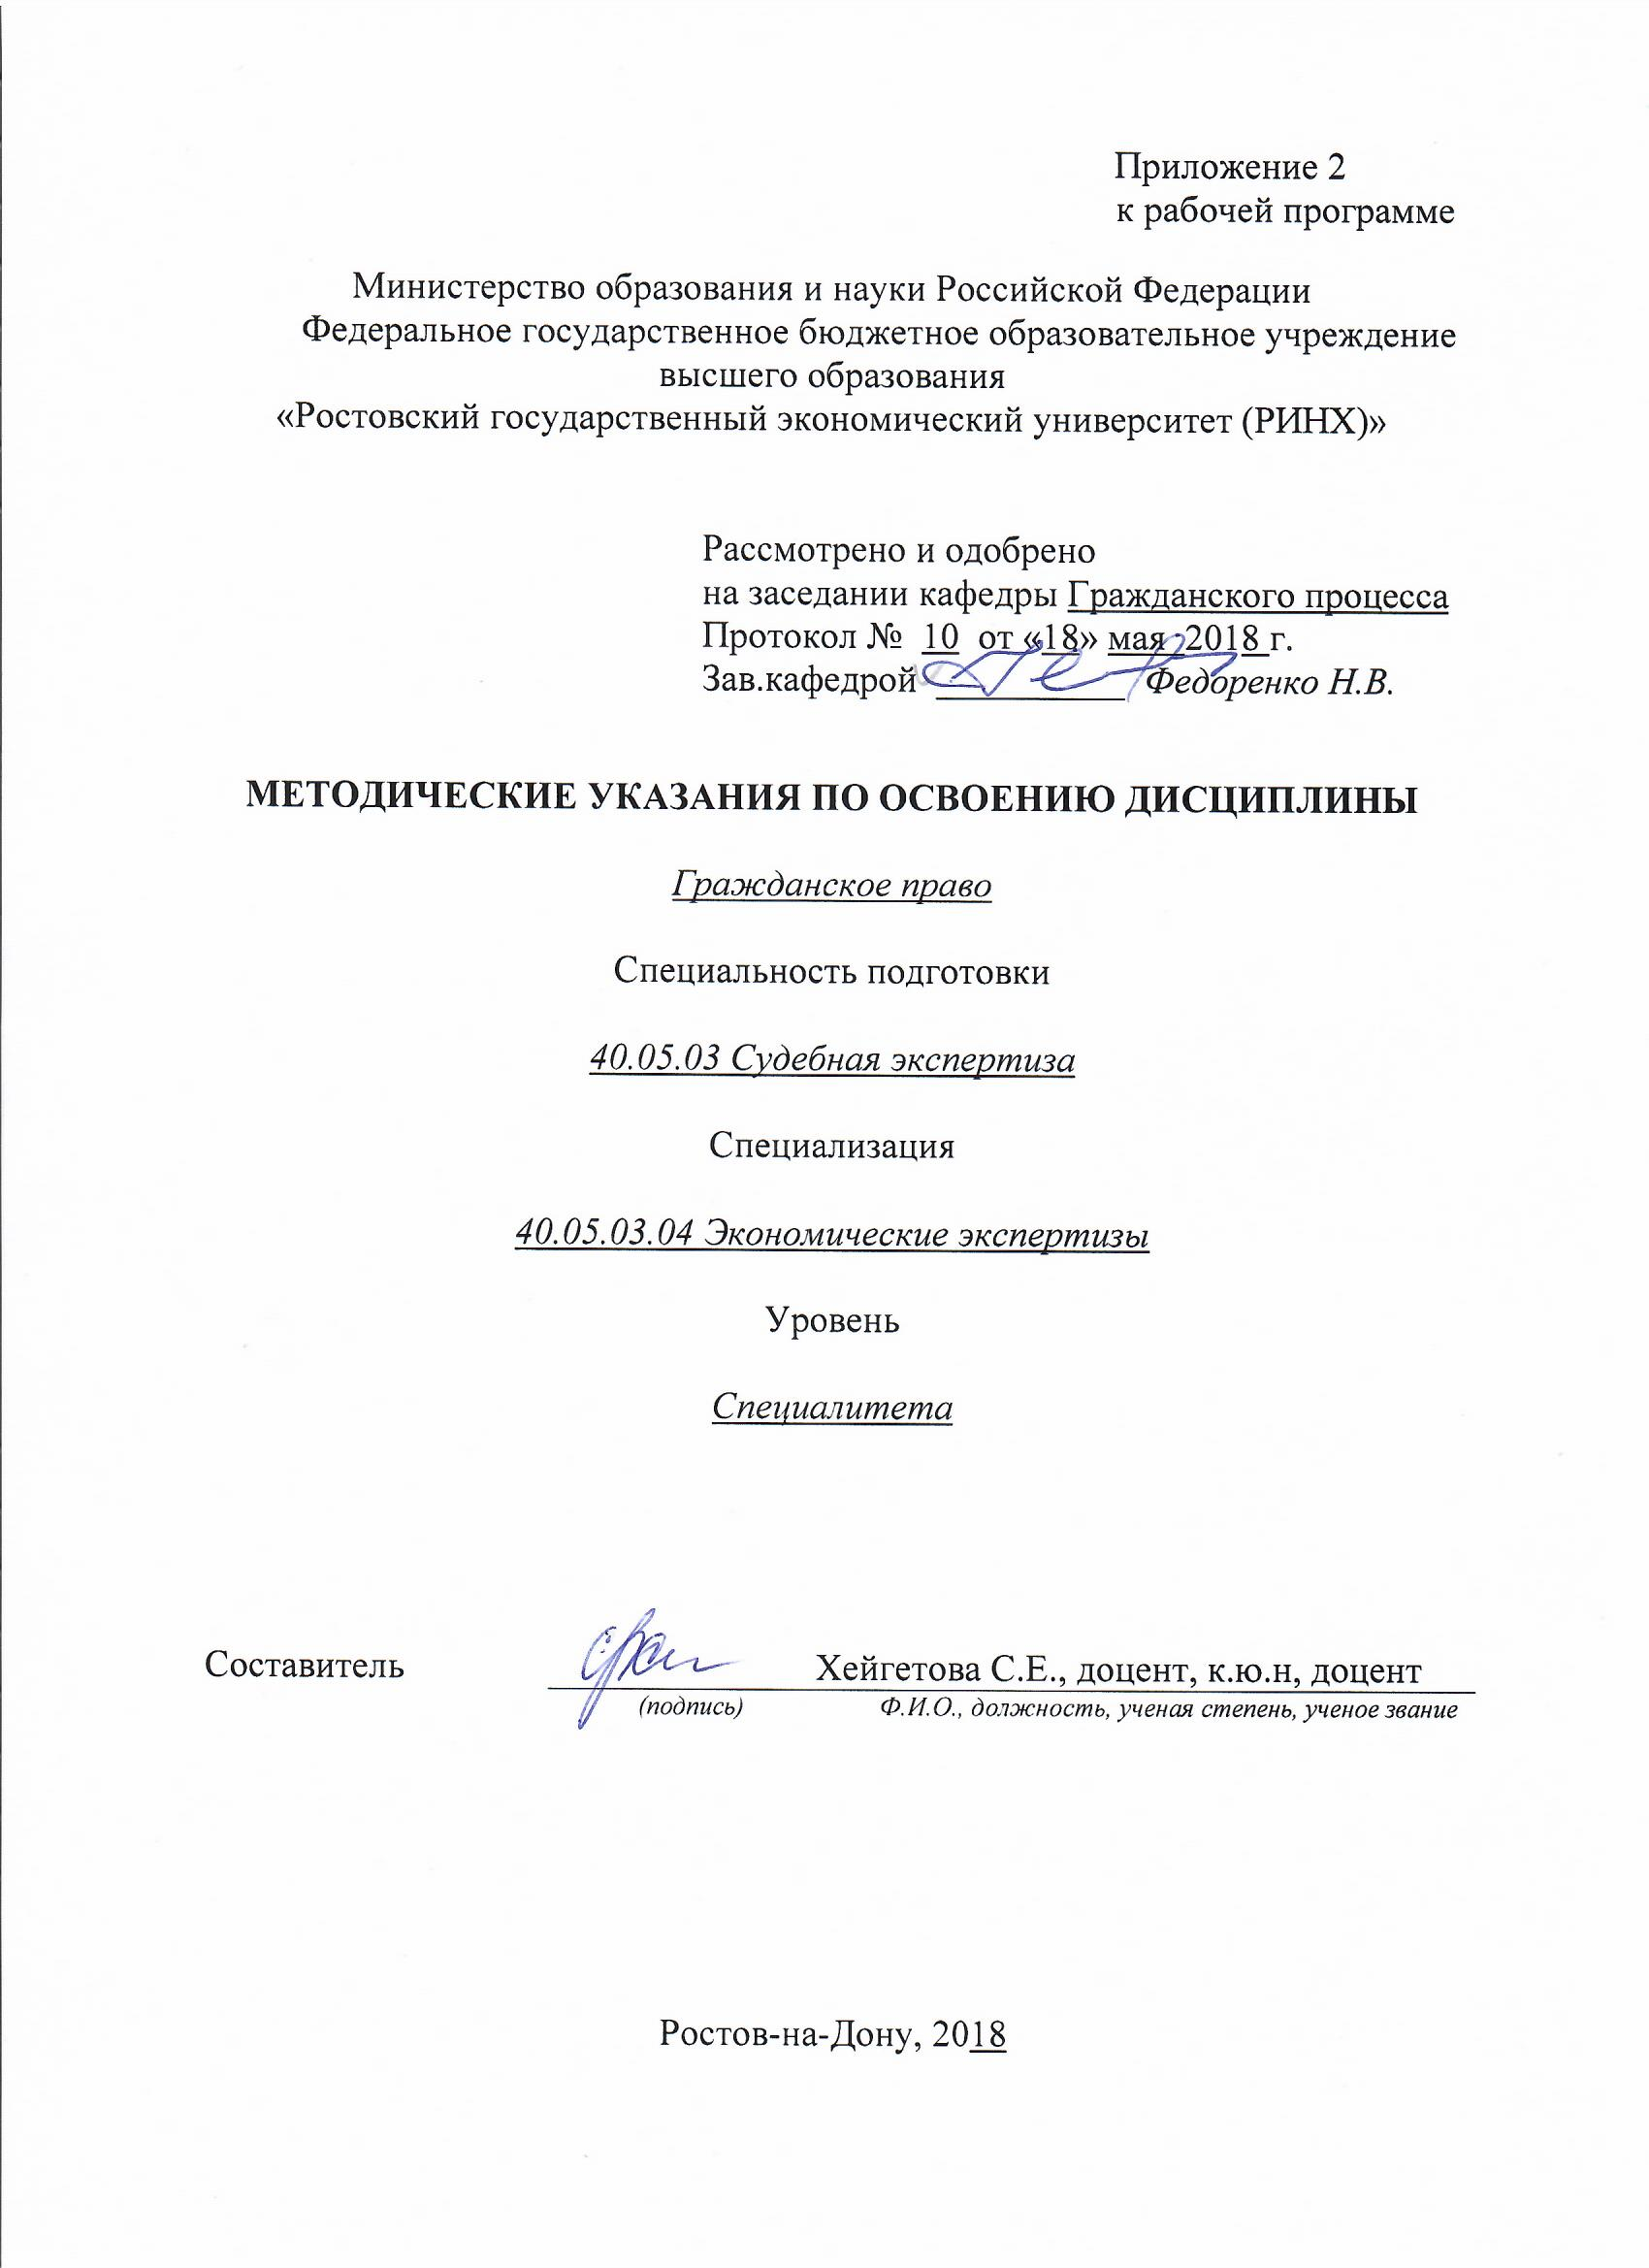 Приложение 2
к рабочей программе
Министерство образования и науки Российской Федерации
Федеральное государственное бюджетное образовательное учреждение
высшего образования
«Ростовский государственный экономический университет (РИНХ)»
Рассмотрено и одобрено
на заседании кафедры Гражданского процесса
Протокол № 10 от «18» мая 2018 г.
Зав.кафедрой __________ Федоренко Н.В.
МЕТОДИЧЕСКИЕ УКАЗАНИЯ ПО ОСВОЕНИЮ ДИСЦИПЛИНЫ
Гражданское право
Специальность подготовки
40.05.03 Судебная экспертиза
Специализация
40.05.03.04 Экономические экспертизы
Уровень
Специалитета
Составитель Хейгетова С.Е., доцент, к.ю.н, доцент
(подпись) Ф.И.О., должность, ученая степень, ученое звание
Ростов-на-Дону, 2018